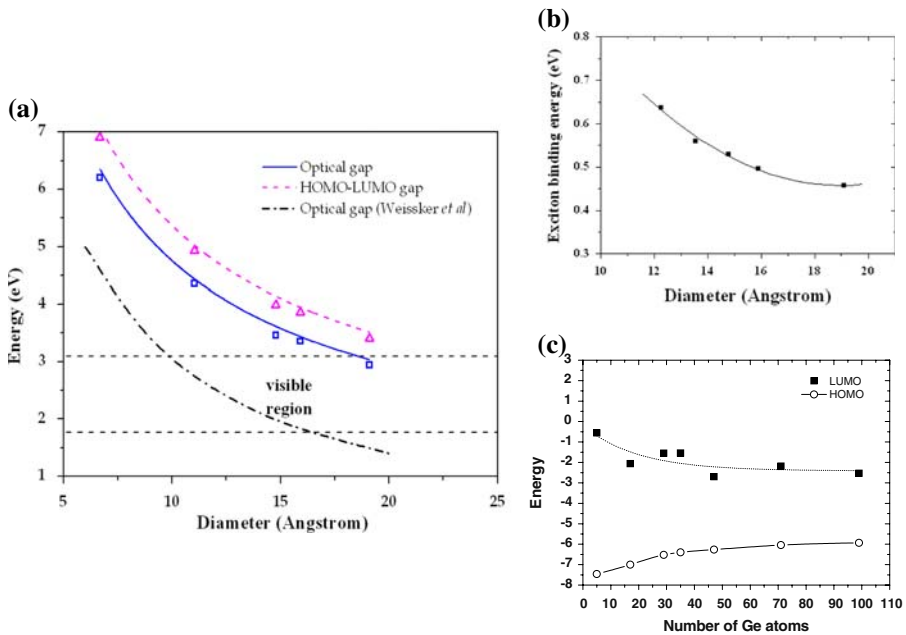 (a)
7
6
5
4
3
2
1
Energy (eV)
Optical gap
HOMO-LUMO gap
Optical gap (Weissker et al)
visible
region
5 10 15 20 25
Diameter (Angstrom)
(b)
0.8
0.7
0.6
0.5
0.4
0.3
Exciton binding energy (eV)
10 12 14 16 18 20
Diameter (Angstrom)
(c)
3
2
1
0
-1
-2
-3
-4
-5
-6
-7
-8
Energy
LUMO
HOMO
0 10 20 30 40 50 60 70 80 90 100 110
Number of Ge atoms